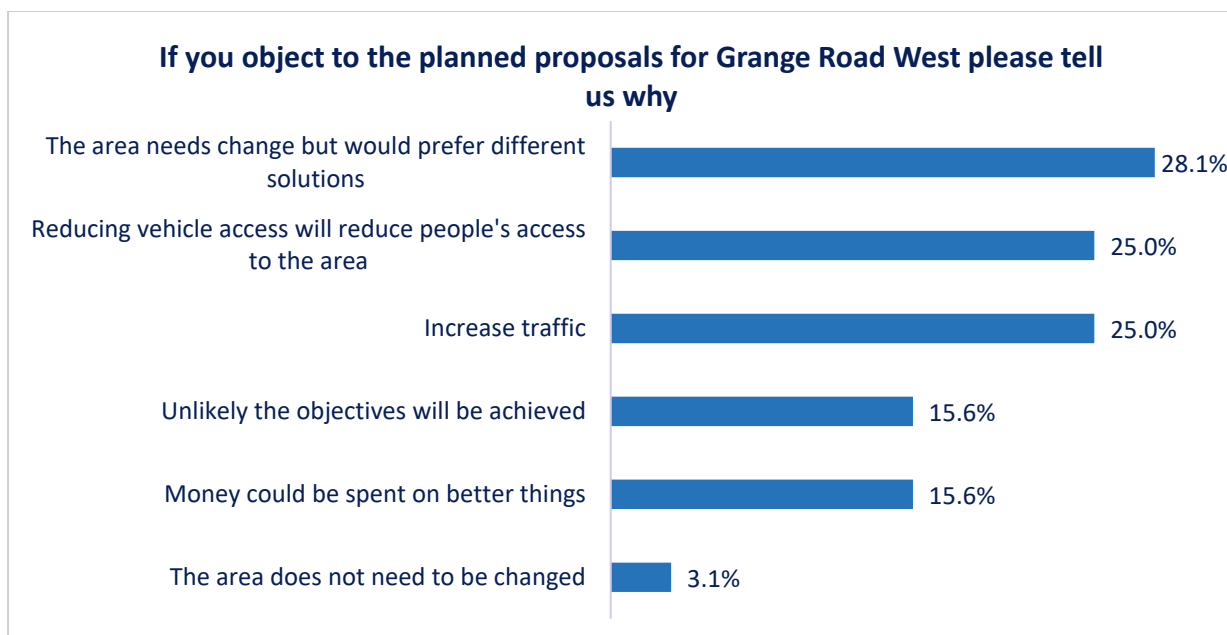 If you object to the planned proposals for Grange Road West please tell
us why
The area needs change but would prefer different
solutions
28.1%
Reducing vehicle access will reduce people's access
to the area
25.0%
Increase traffic
25.0%
Unlikely the objectives will be achieved
15.6%
Money could be spent on better things
15.6%
The area does not need to be changed
3.1%